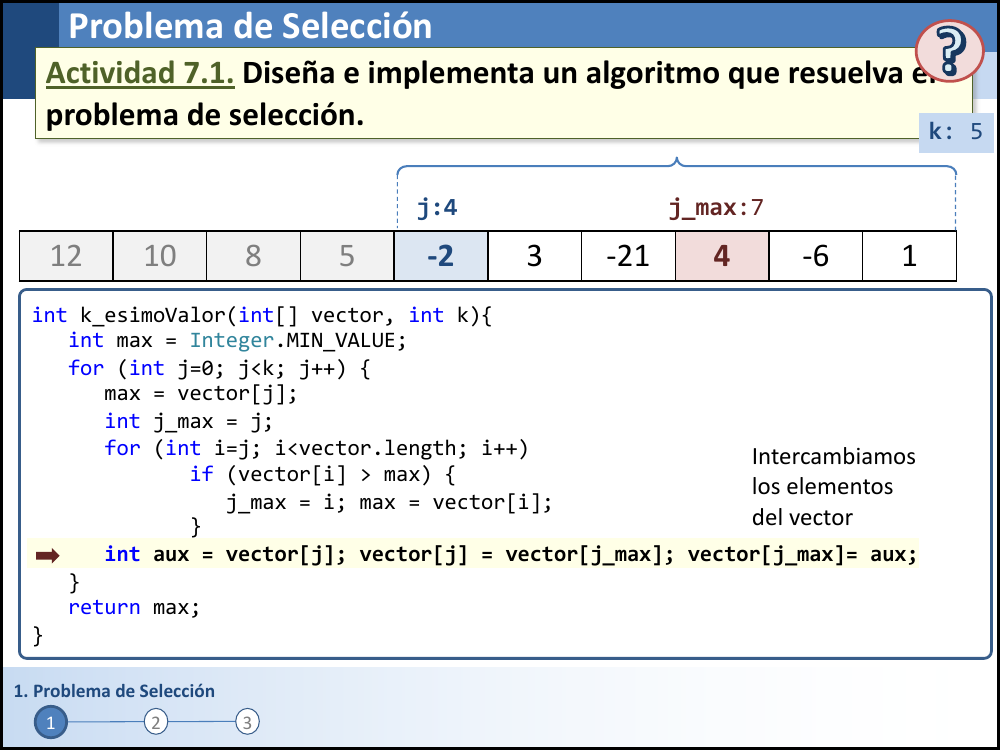 Problema de Selección
?
Actividad 7.1. Diseña e implementa un algoritmo que resuelva el
problema de selección.
k: 5
j:4 j_max:7
12 10 8 5 -2 3 -21 4 -6 1
int k_esimoValor(int[] vector, int k){
int max = Integer.MIN_VALUE;
for (int j=0; j<k; j++) {
max = vector[j];
int j_max = j;
for (int i=j; i<vector.length; i++)
if (vector[i] > max) {
j_max = i; max = vector[i];
}
Intercambiamos
los elementos
del vector
int aux = vector[j]; vector[j] = vector[j_max]; vector[j_max]= aux;
}
return max;
}
1. Problema de Selección
1 2 3